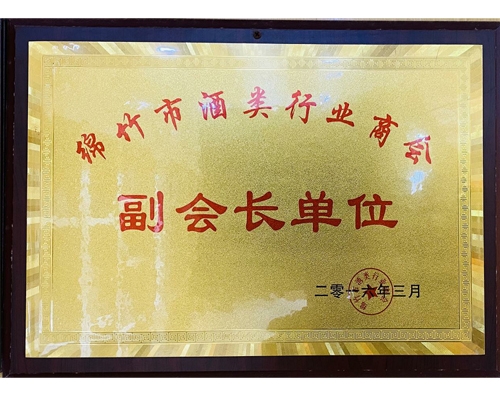 绵竹市酒类行业商会
副会长单位
二零一六年三月